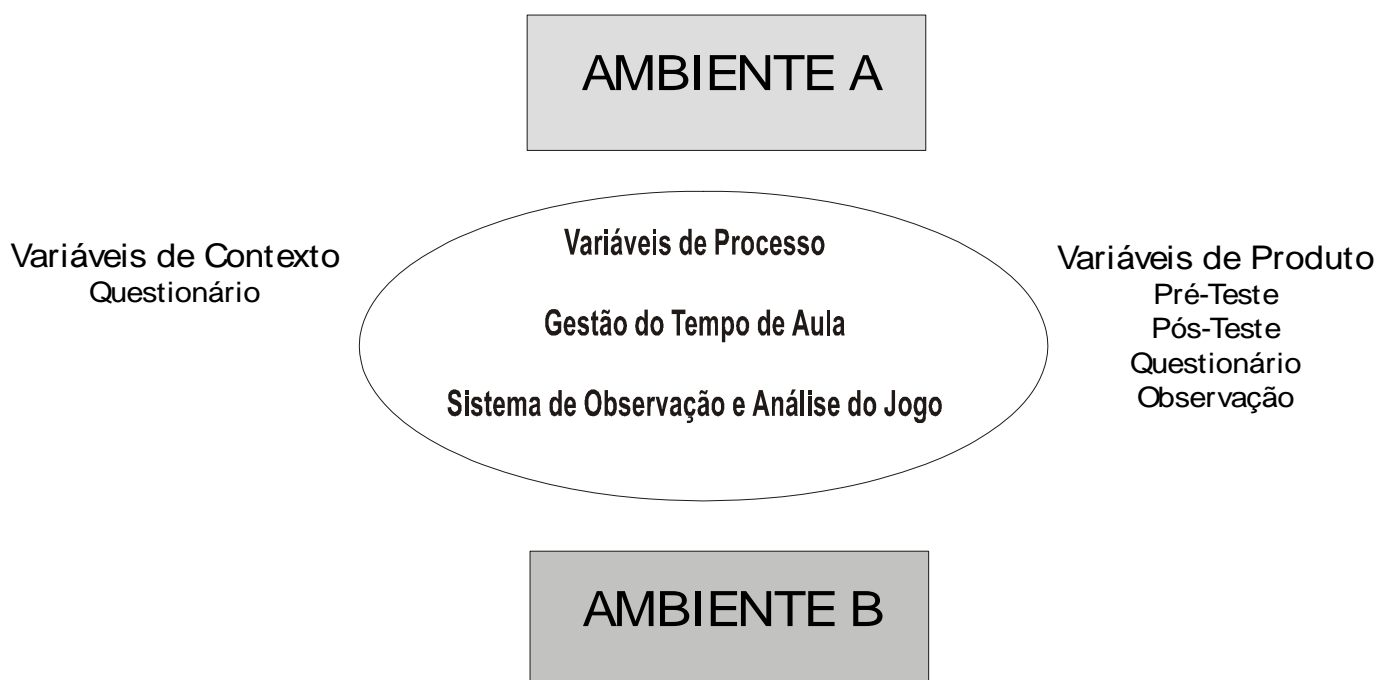 AMBIENTE A
Variáveis de Contexto
Questionário
Variáveis de Processo
Gestão do Tempo de Aula
Sistema de Observação e Análise do Jogo
Variáveis de Produto
Pré-Teste
Pós-Teste
Questionário
Observação
AMBIENTE B